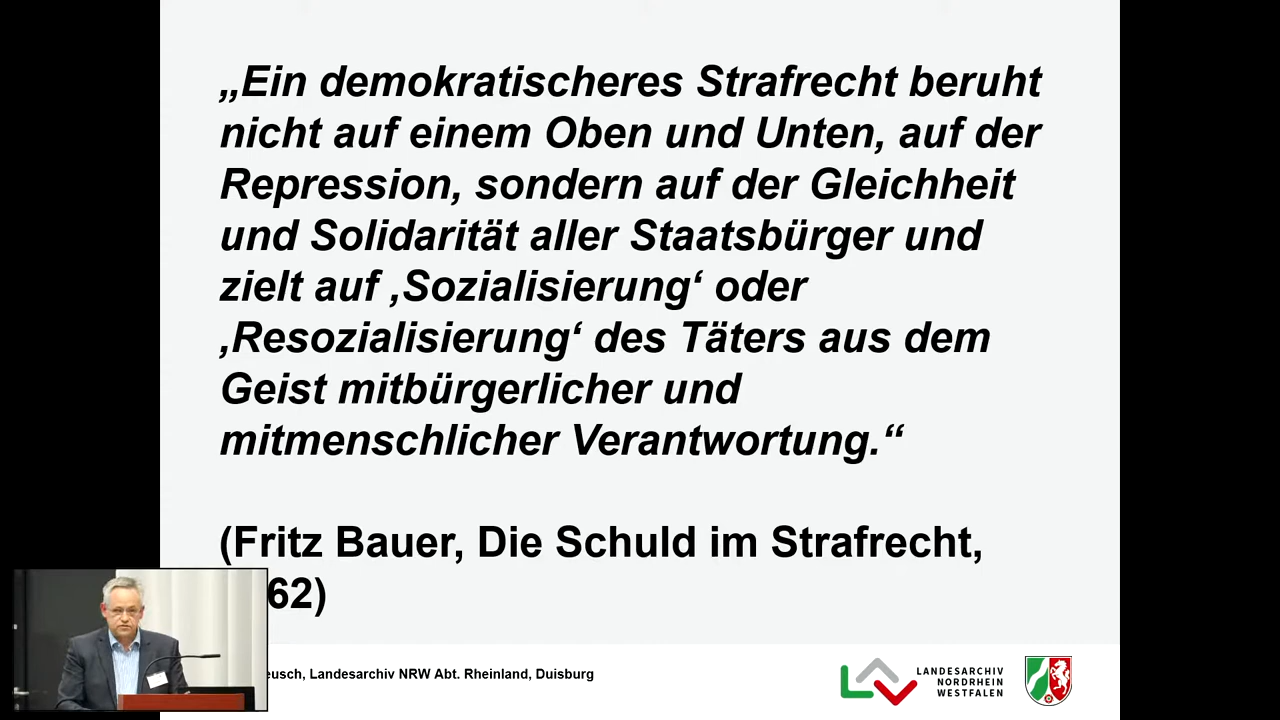 „Ein demokratischeres Strafrecht beruht
nicht auf einem Oben und Unten, auf der
Repression, sondern auf der Gleichheit
und Solidarität aller Staatsbürger und
zielt auf ‚Sozialisierung‘ oder
‚Resozialisierung‘ des Täters aus dem
Geist mitbürgerlicher und
mitmenschlicher Verantwortung.“
(Fritz Bauer, Die Schuld im Strafrecht,
62)
Landesarchiv NRW Abt. Rheinland, Duisburg
LANDESARCHIV
NORDRHEIN
WESTFALEN